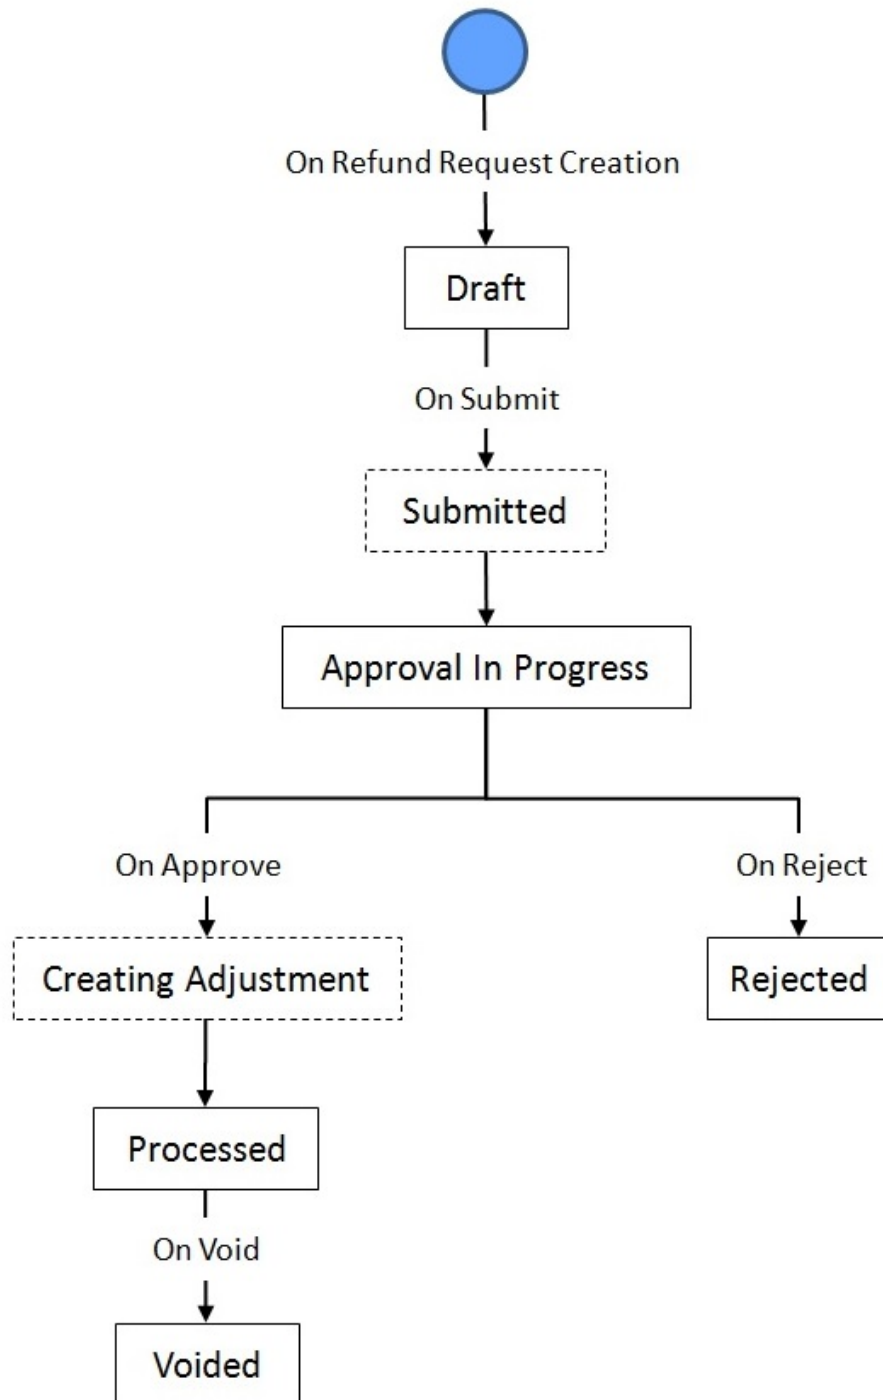 On Refund Request Creation
Draft
On Submit
Submitted
Approval In Progress
On Approve
On Reject
Creating Adjustment
Rejected
Processed
On Void
Voided